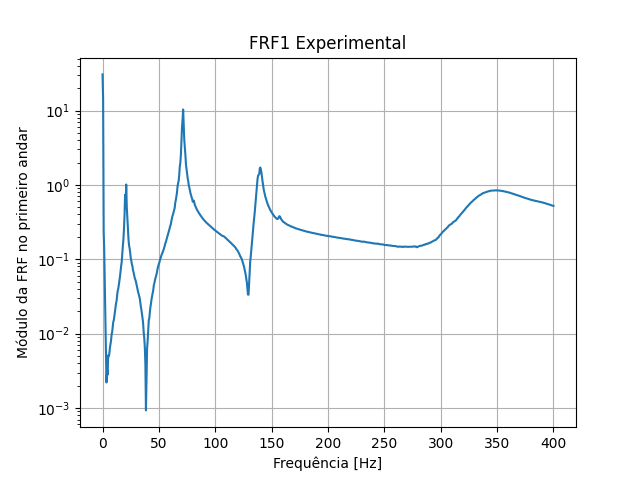 FRF1 Experimental
Módulo da FRF no primeiro andar
10¹
10⁰
10⁻¹
10⁻²
10⁻³
0 50 100 150 200 250 300 350 400
Frequência [Hz]